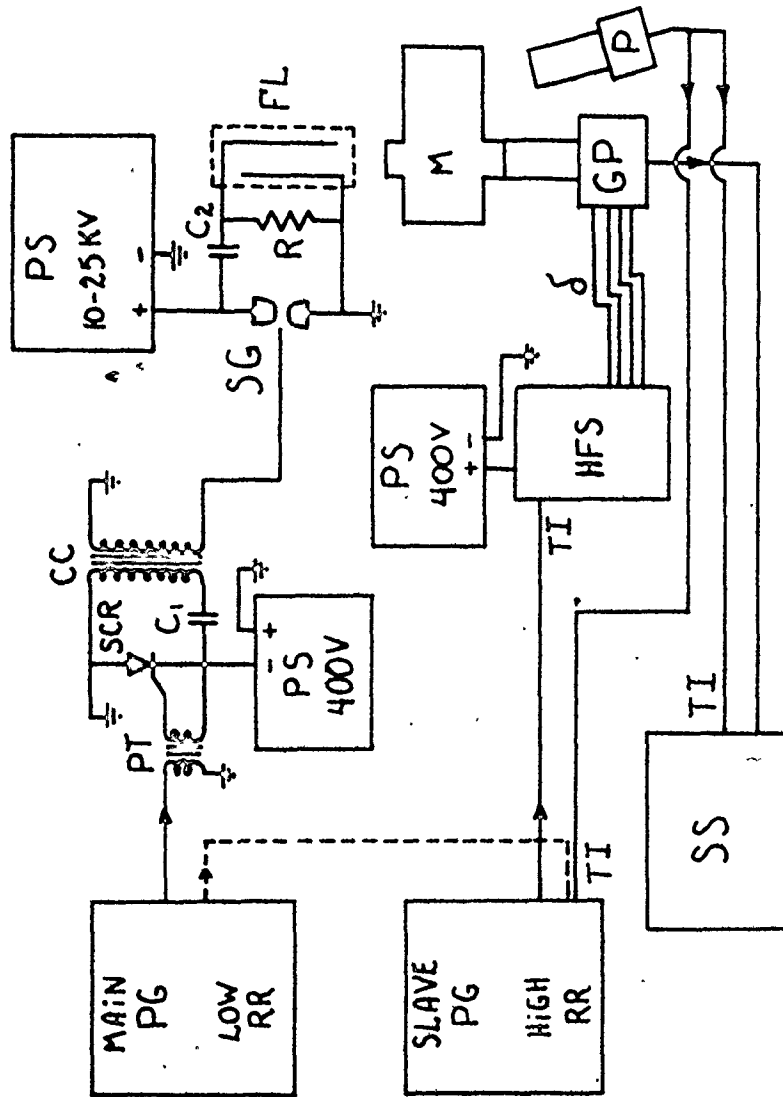 MAiN
PG
LOW
RR
PT
SCR
CC
C1
- +
PS
400V
SG
PS
10-25KV
+ -
C2
R
FL
SLAVE
PG
HiGH
RR
TI
TI
PS
400V
+ -
HFS
δ
M
GP
P
SS
TI